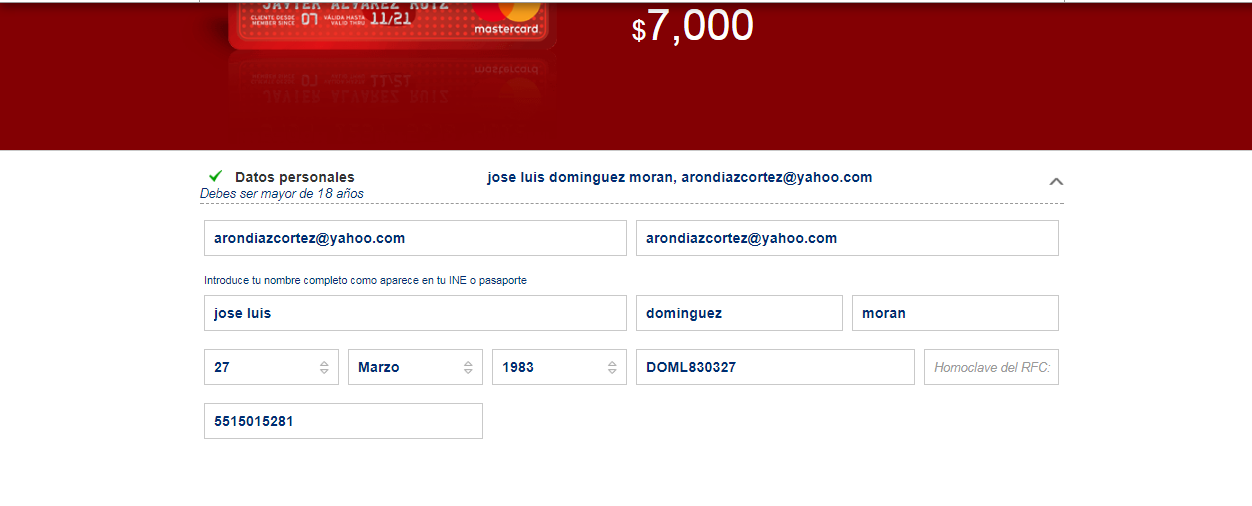 JAVIER ALVAREZ RUIZ
CLIENTE DESDE MEMBER SINCE 07 VÁLIDA HASTA VALID THRU 11/21
mastercard
$7,000
Datos personales jose luis dominguez moran, arondiazcortez@yahoo.com
Debes ser mayor de 18 años
arondiazcortez@yahoo.com arondiazcortez@yahoo.com
Introduce tu nombre completo como aparece en tu INE o pasaporte
jose luis dominguez moran
27 Marzo 1983 DOML830327 Homoclave del RFC:
5515015281